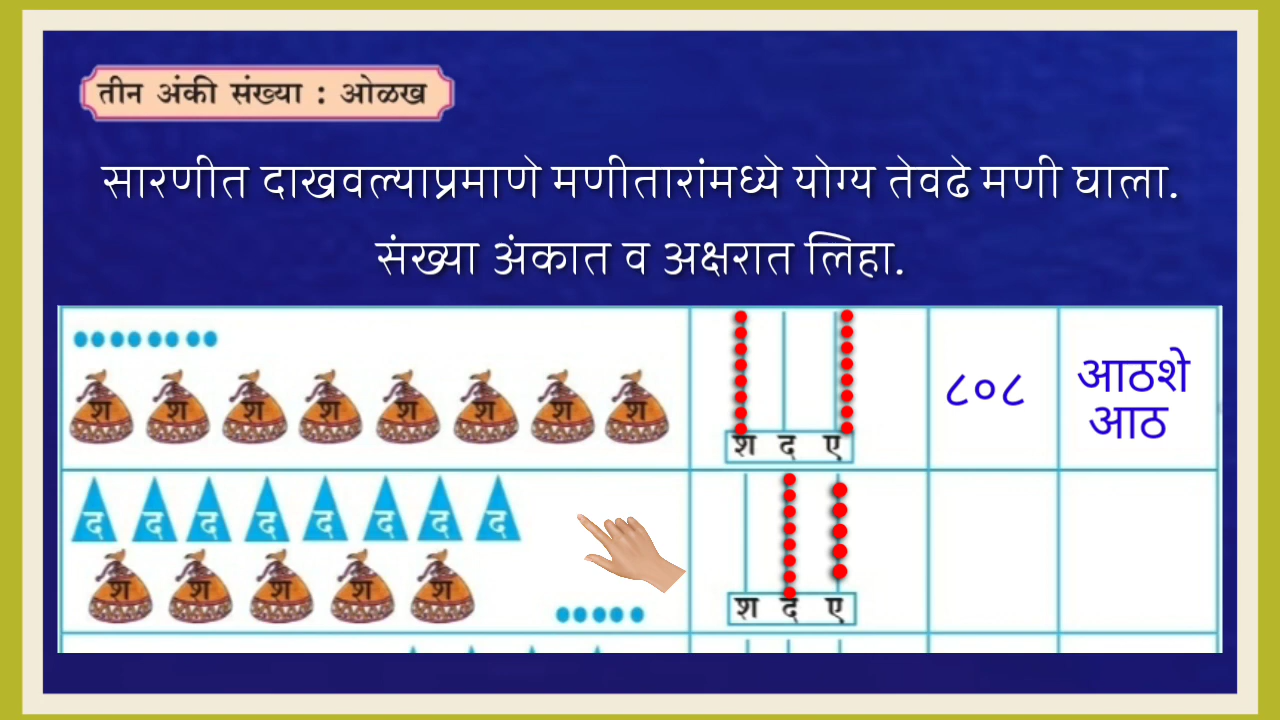 तीन अंकी संख्या : ओळख
सारणीत दाखवल्याप्रमाणे मणीतारांमध्ये योग्य तेवढे मणी घाला.
संख्या अंकात व अक्षरात लिहा.
श श श श श श श श
श द ए
८०८
आठशे
आठ
द द द द द द द द
श श श श श
श द ए